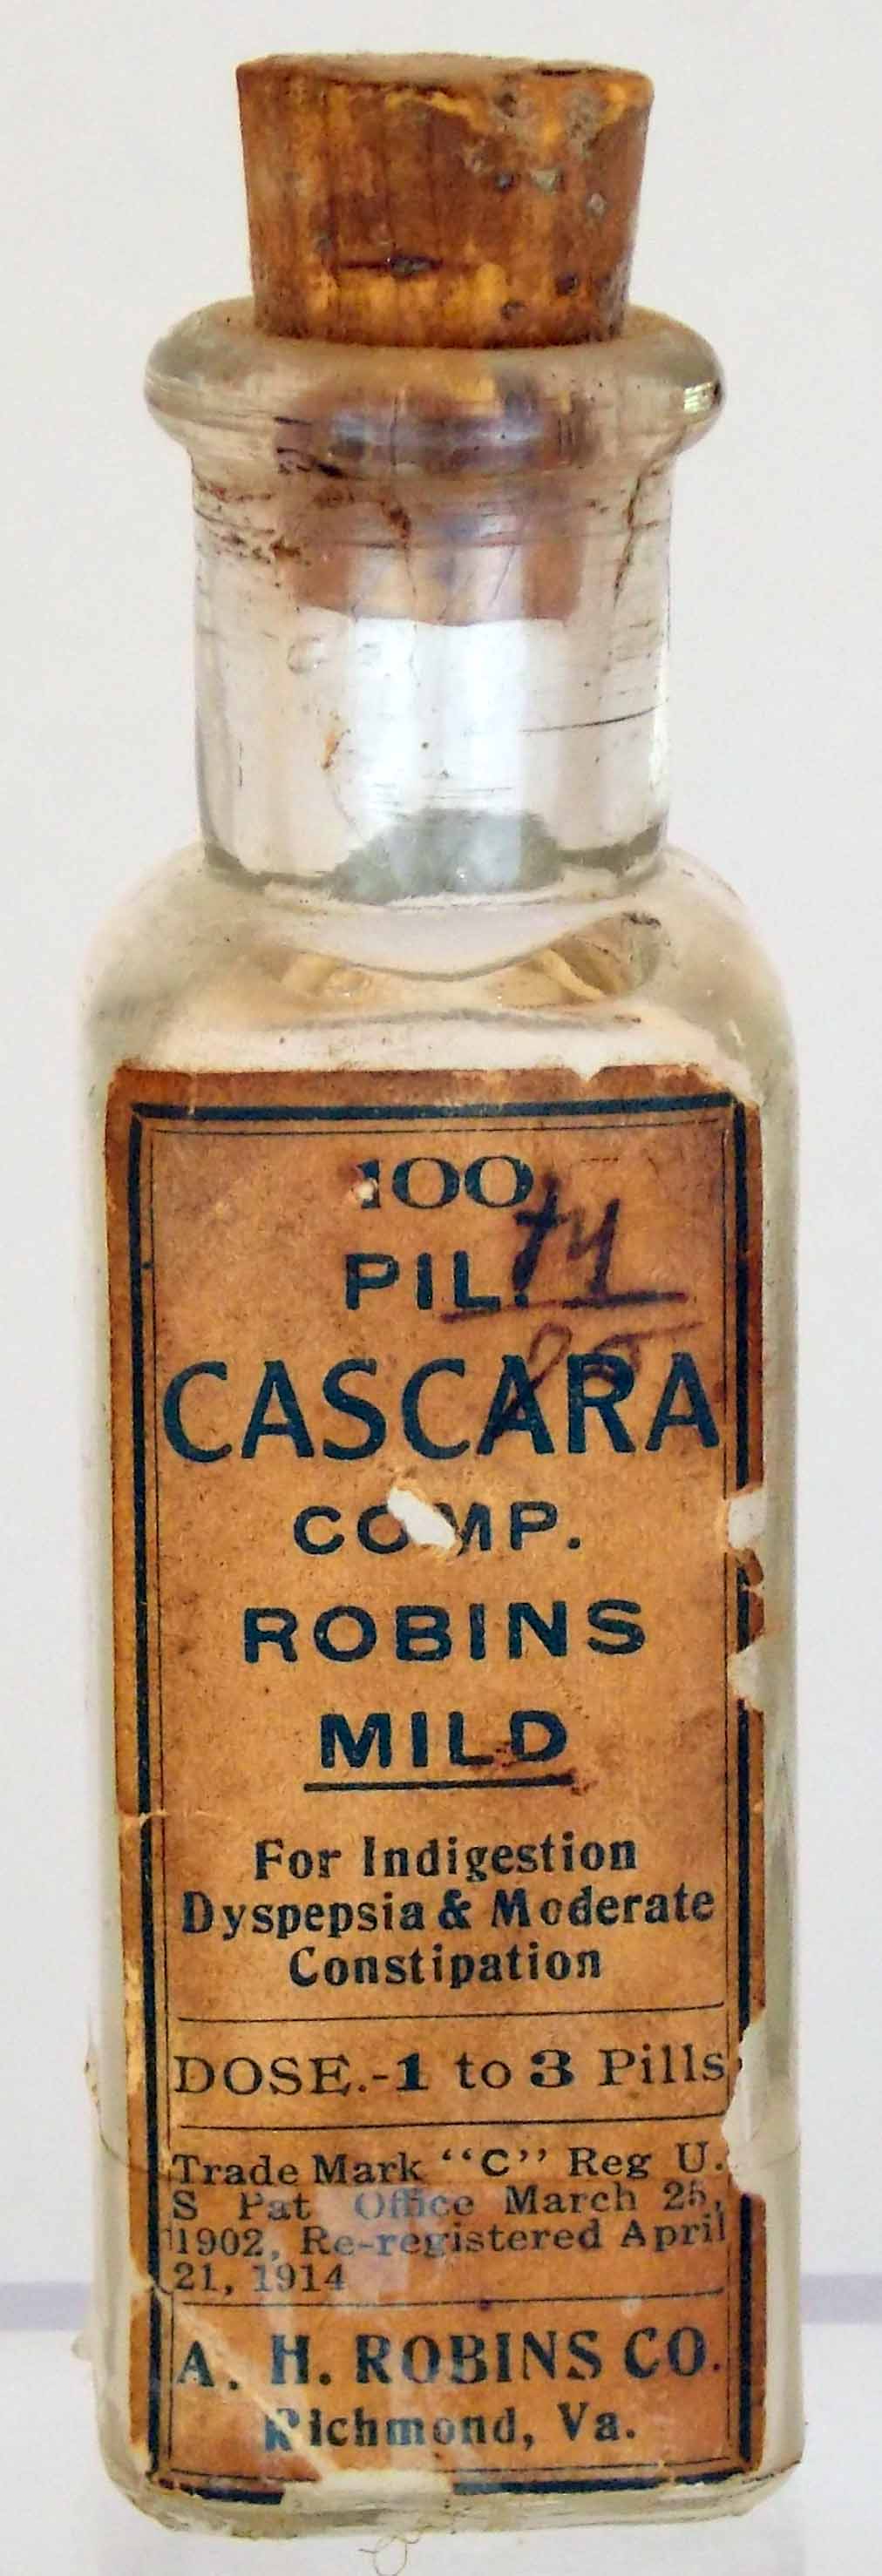 100
PIL.
CASCARA
COMP.
ROBINS
MILD
For Indigestion
Dyspepsia & Moderate
Constipation
DOSE.-1 to 3 Pills
Trade Mark “C” Reg U.
S Pat Office March 25,
1902, Re-registered April
21, 1914
A. H. ROBINS CO.
Richmond, Va.